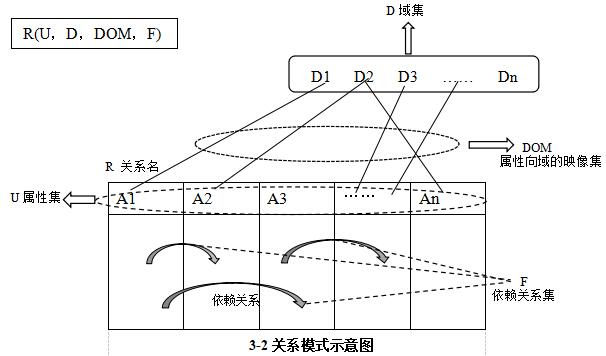 D 域集
R(U，D，DOM，F)
D1 D2 D3 …… Dn
DOM
属性向域的映像集
R 关系名
U 属性集
A1 A2 A3 …… An
F
依赖关系集
依赖关系
3-2 关系模式示意图